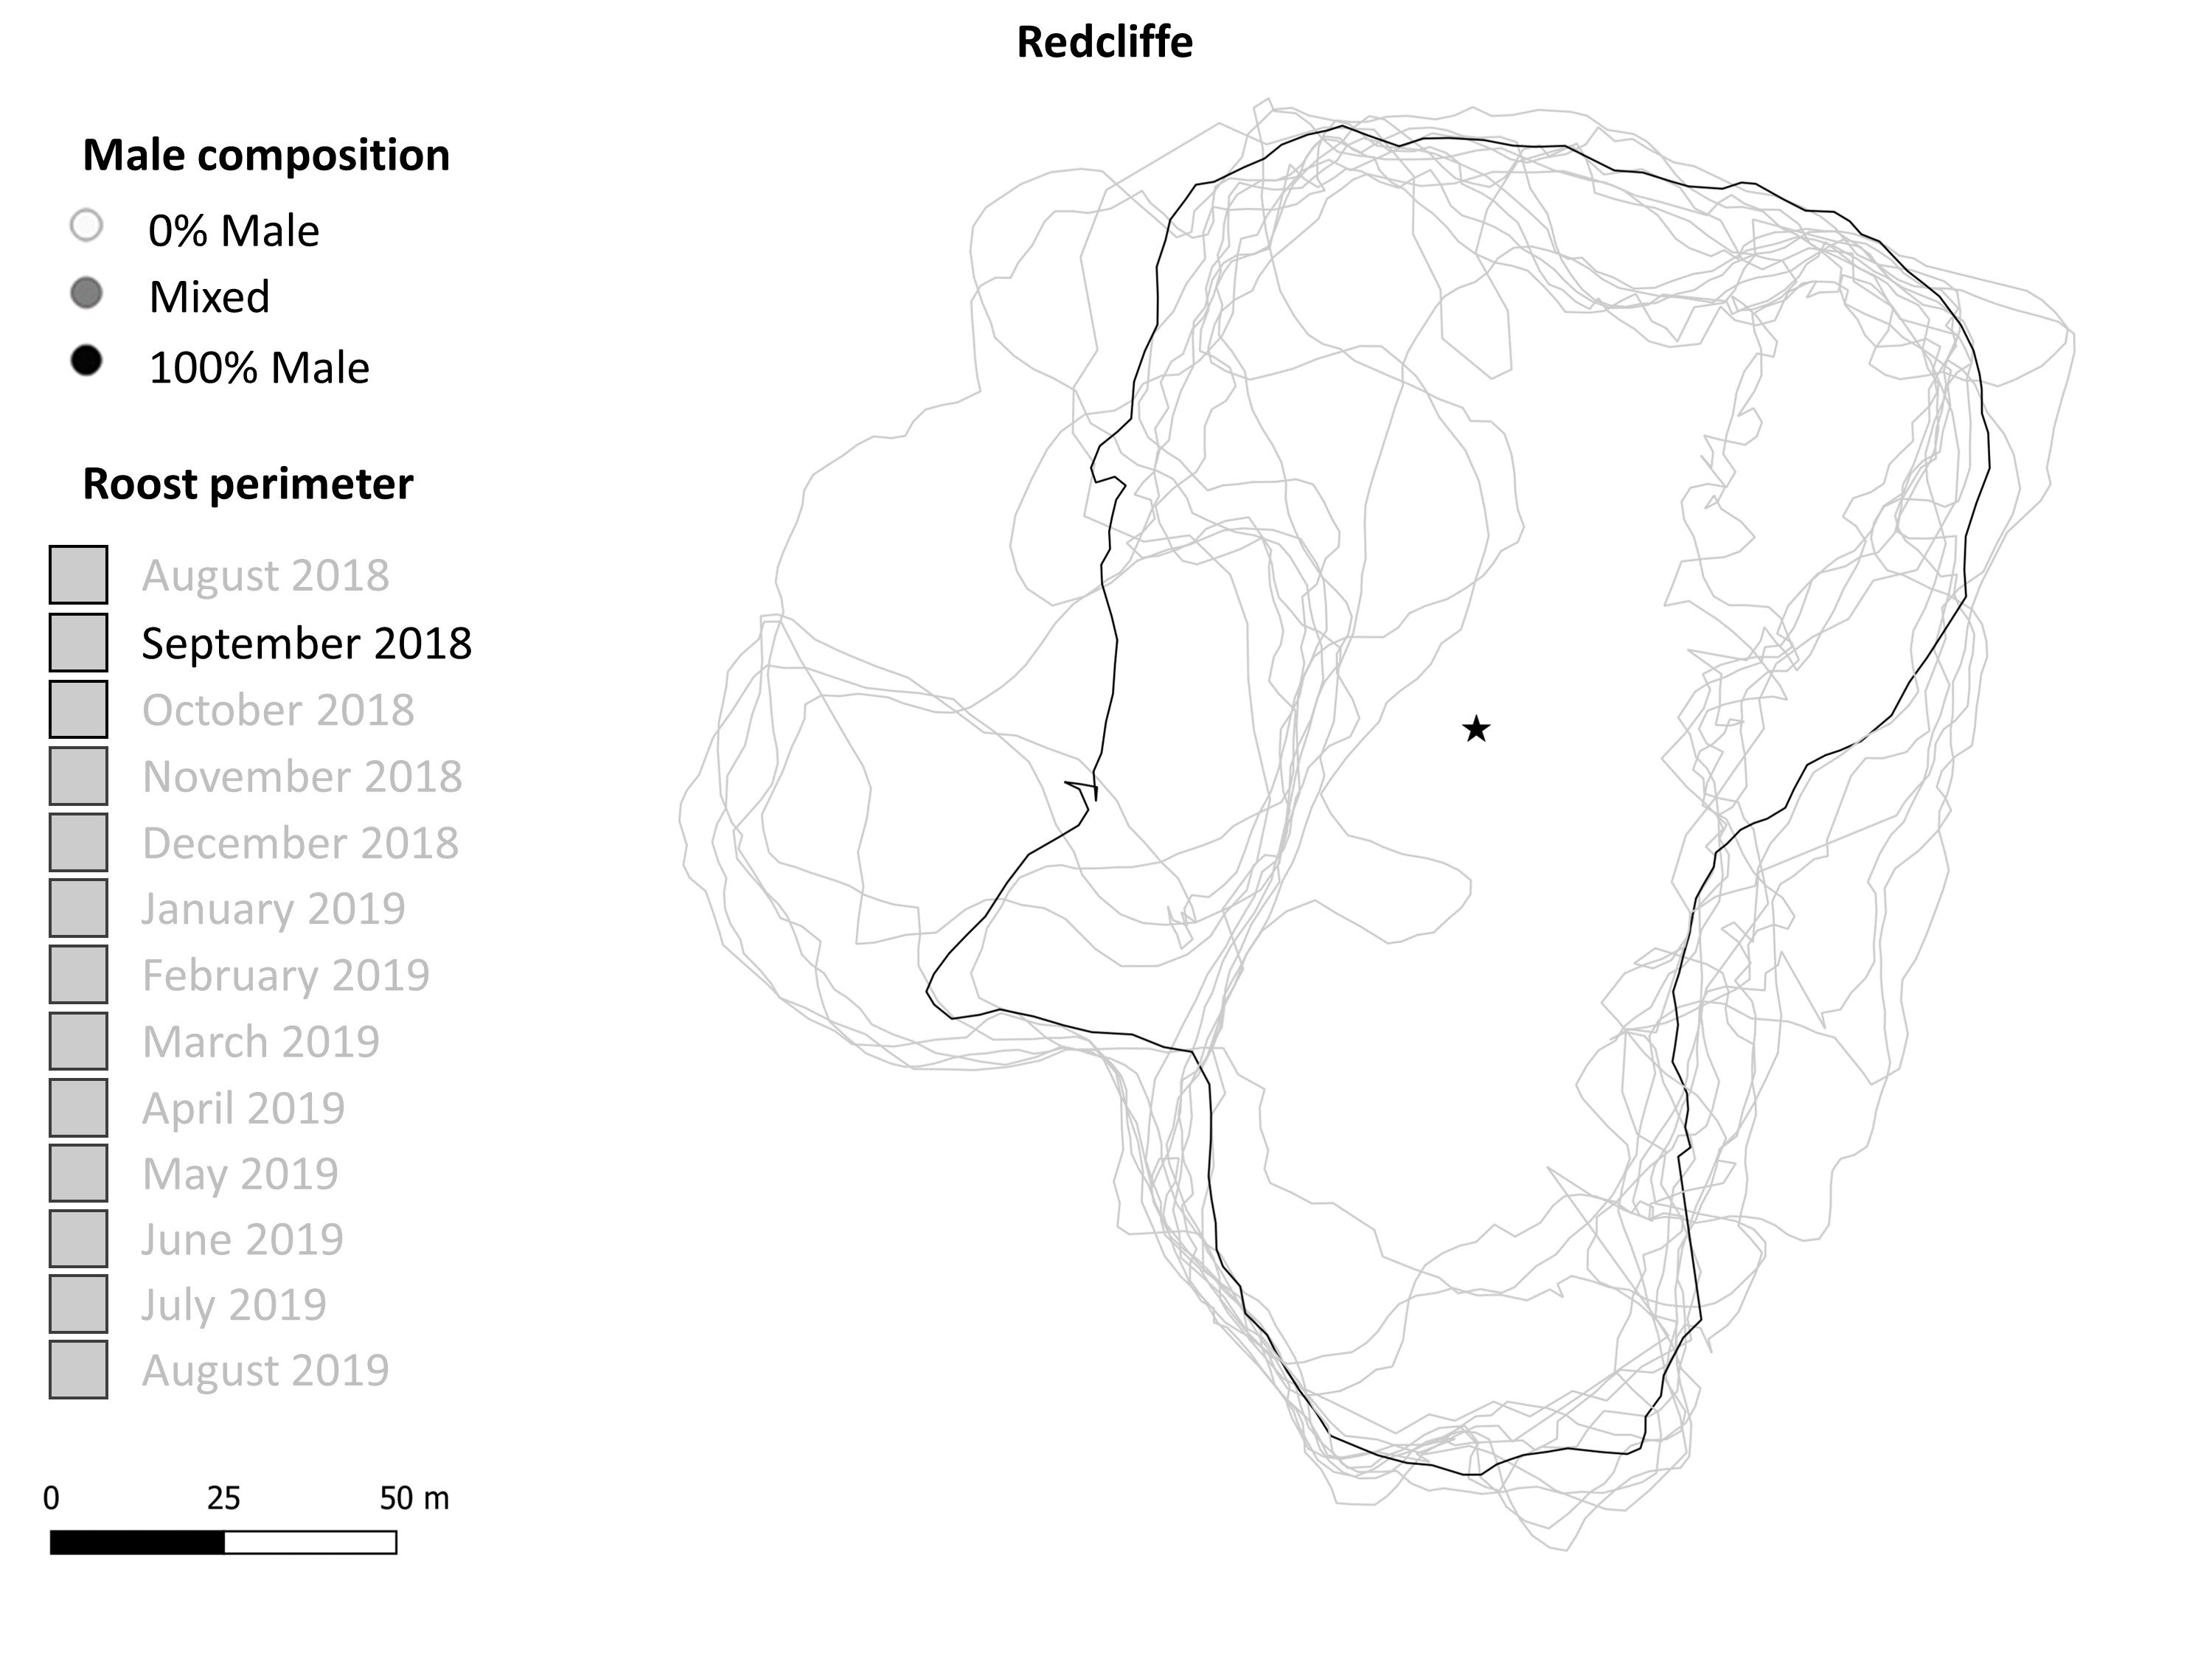 Redcliffe
Male composition
0% Male
Mixed
100% Male
Roost perimeter
August 2018
September 2018
October 2018
November 2018
December 2018
January 2019
February 2019
March 2019
April 2019
May 2019
June 2019
July 2019
August 2019
0 25 50 m